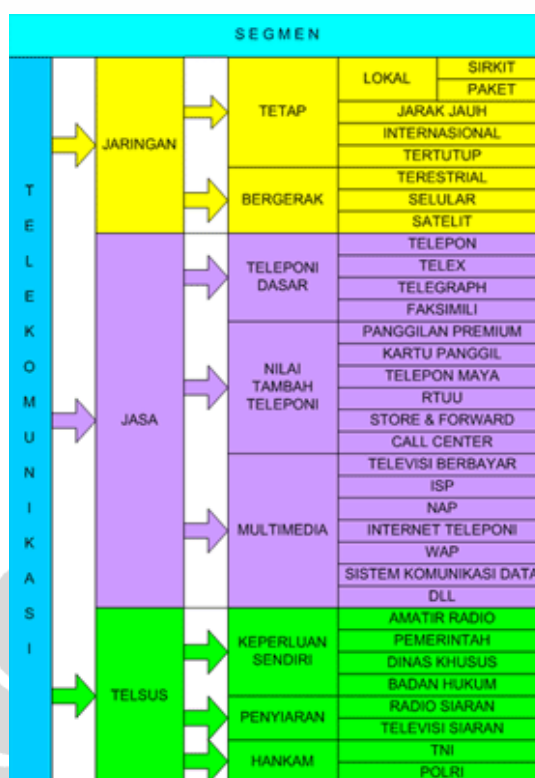 SEGMEN
TELEKOMUNIKASI
JARINGAN
TETAP
LOKAL
SIRKIT
PAKET
JARAK JAUH
INTERNASIONAL
TERTUTUP
BERGERAK
TERESTRIAL
SELULAR
SATELIT
JASA
TELEPONI
DASAR
TELEPON
TELEX
TELEGRAPH
FAKSIMILI
NILAI
TAMBAH
TELEPONI
PANGGILAN PREMIUM
KARTU PANGGIL
TELEPON MAYA
RTUU
STORE & FORWARD
CALL CENTER
MULTIMEDIA
TELEVISI BERBAYAR
ISP
NAP
INTERNET TELEPONI
WAP
SISTEM KOMUNIKASI DATA
DLL
TELSUS
KEPERLUAN
SENDIRI
AMATIR RADIO
PEMERINTAH
DINAS KHUSUS
BADAN HUKUM
PENYIARAN
RADIO SIARAN
TELEVISI SIARAN
HANKAM
TNI
POLRI